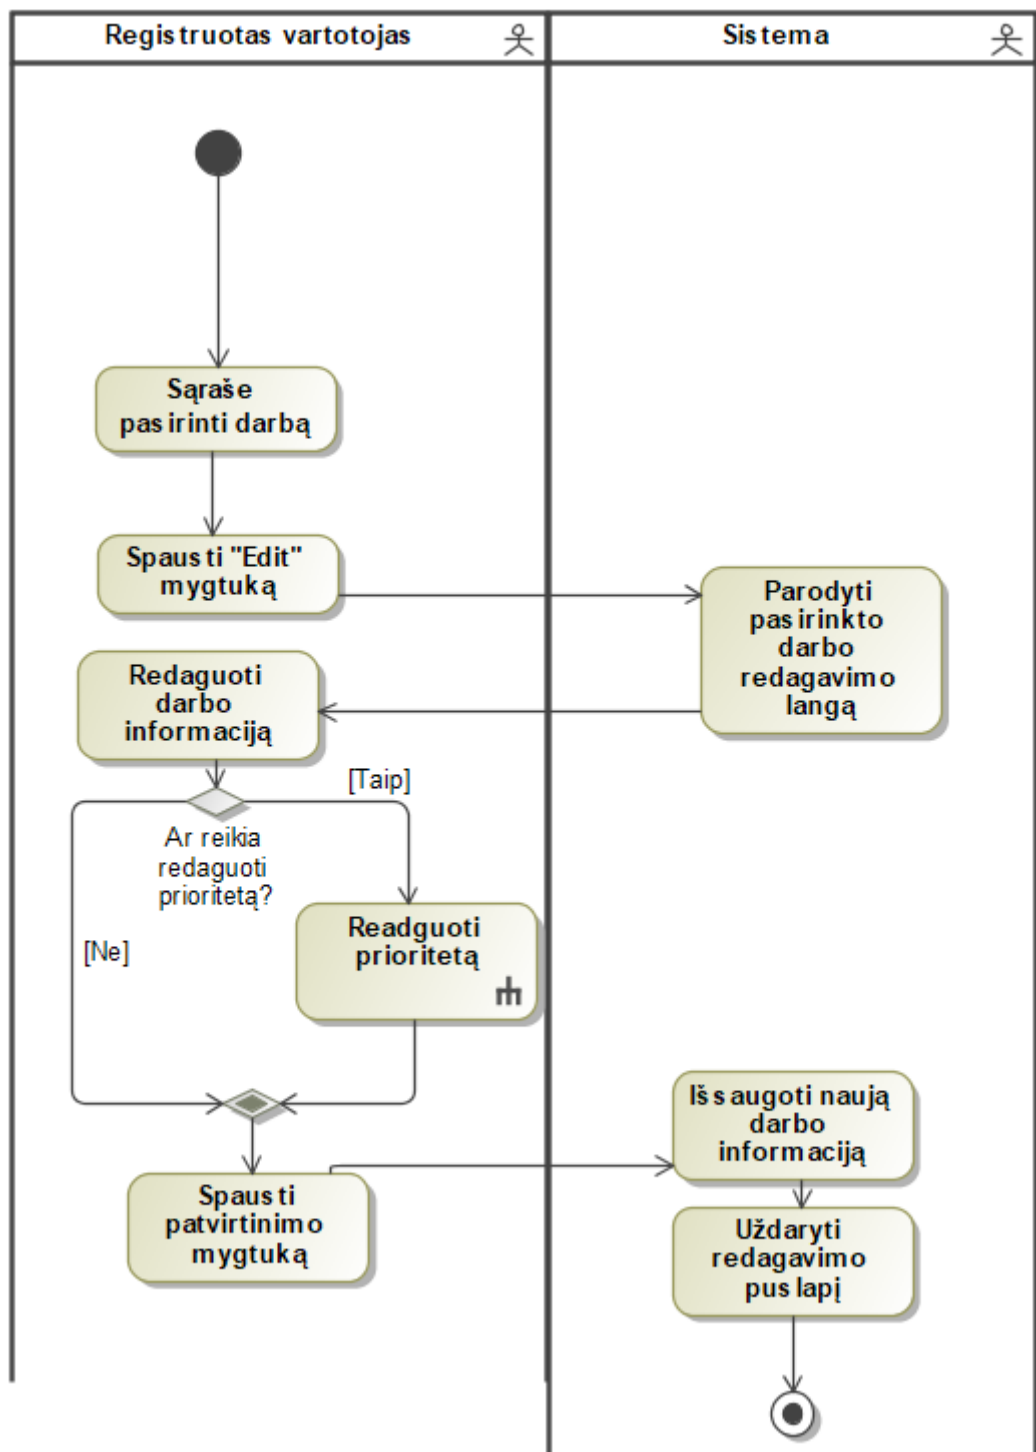 Registruotas vartotojas
Sistema
Sąraše
pasirinti darbą
Spausti "Edit"
mygtuką
Parodyti
pasirinkto
darbo
redagavimo
langą
Redaguoti
darbo
informaciją
[Taip]
Ar reikia
redaguoti
prioritetą?
[Ne]
Readguoti
prioritetą
Išsaugoti naują
darbo
informaciją
Spausti
patvirtinimo
mygtuką
Uždaryti
redagavimo
puslapį